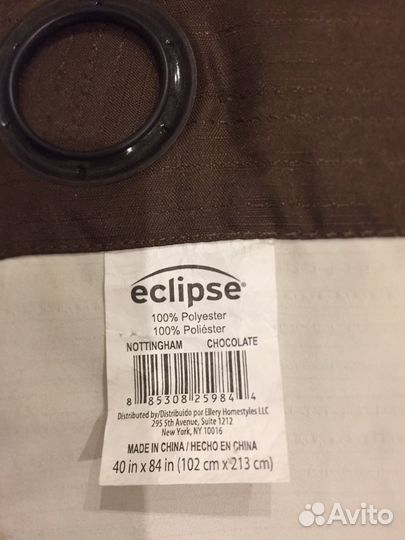 eclipse®
100% Polyester
100% Poliéster
NOTTINGHAM CHOCOLATE
8 85308 25984 4
Distributed by/Distribuido por Ellery Homestyles LLC
295 5th Avenue, Suite 1212
New York, NY 10016
MADE IN CHINA / HECHO EN CHINA
40 in x 84 in (102 cm x 213 cm)
Avito